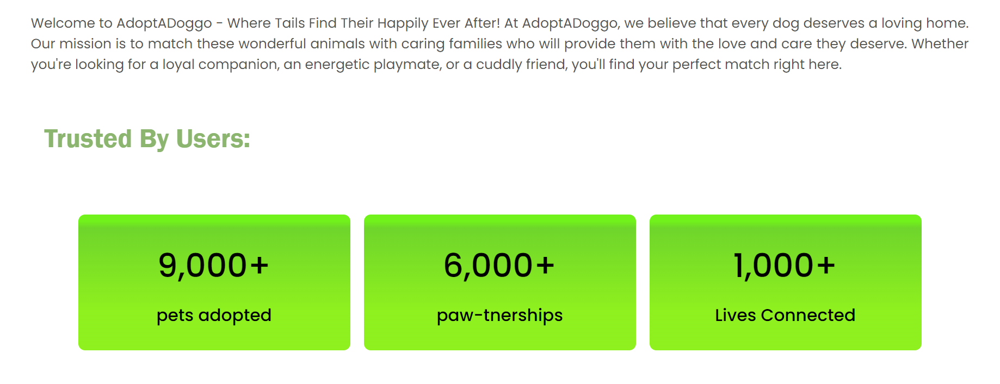 Welcome to AdoptADoggo - Where Tails Find Their Happily Ever After! At AdoptADoggo, we believe that every dog deserves a loving home.
Our mission is to match these wonderful animals with caring families who will provide them with the love and care they deserve. Whether
you're looking for a loyal companion, an energetic playmate, or a cuddly friend, you'll find your perfect match right here.
Trusted By Users:
9,000+
pets adopted
6,000+
paw-tnerships
1,000+
Lives Connected